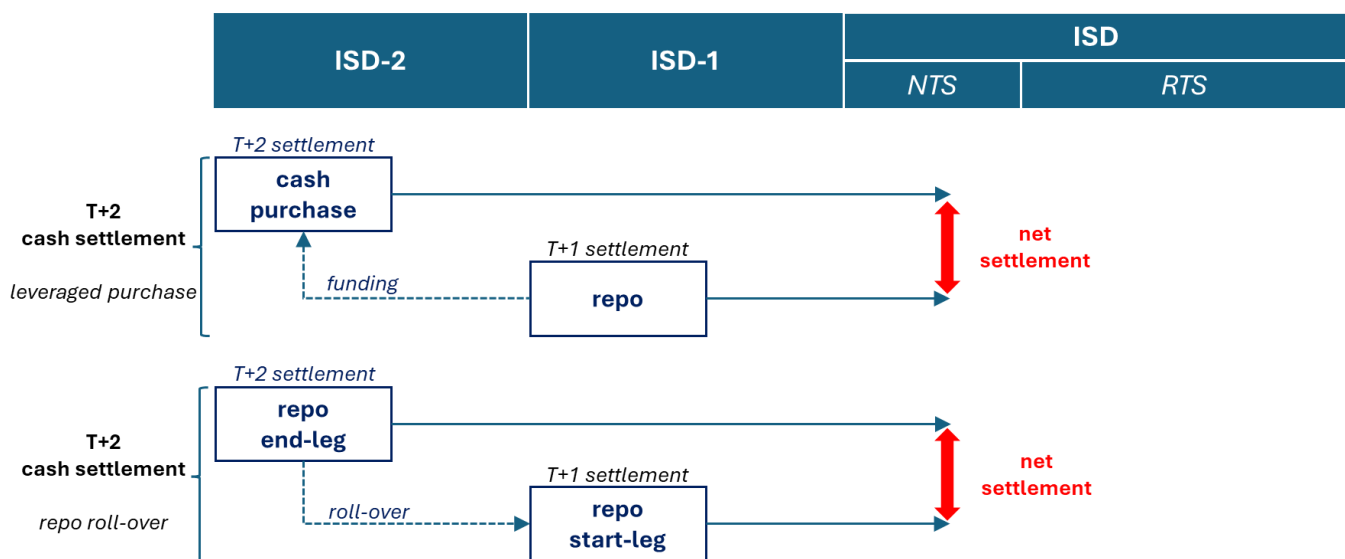 ISD-2
ISD-1
ISD
NTS
RTS
T+2 settlement
cash
purchase
T+2
cash settlement
leveraged purchase
funding
T+1 settlement
repo
net
settlement
T+2 settlement
repo
end-leg
T+2
cash settlement
repo roll-over
roll-over
T+1 settlement
repo
start-leg
net
settlement